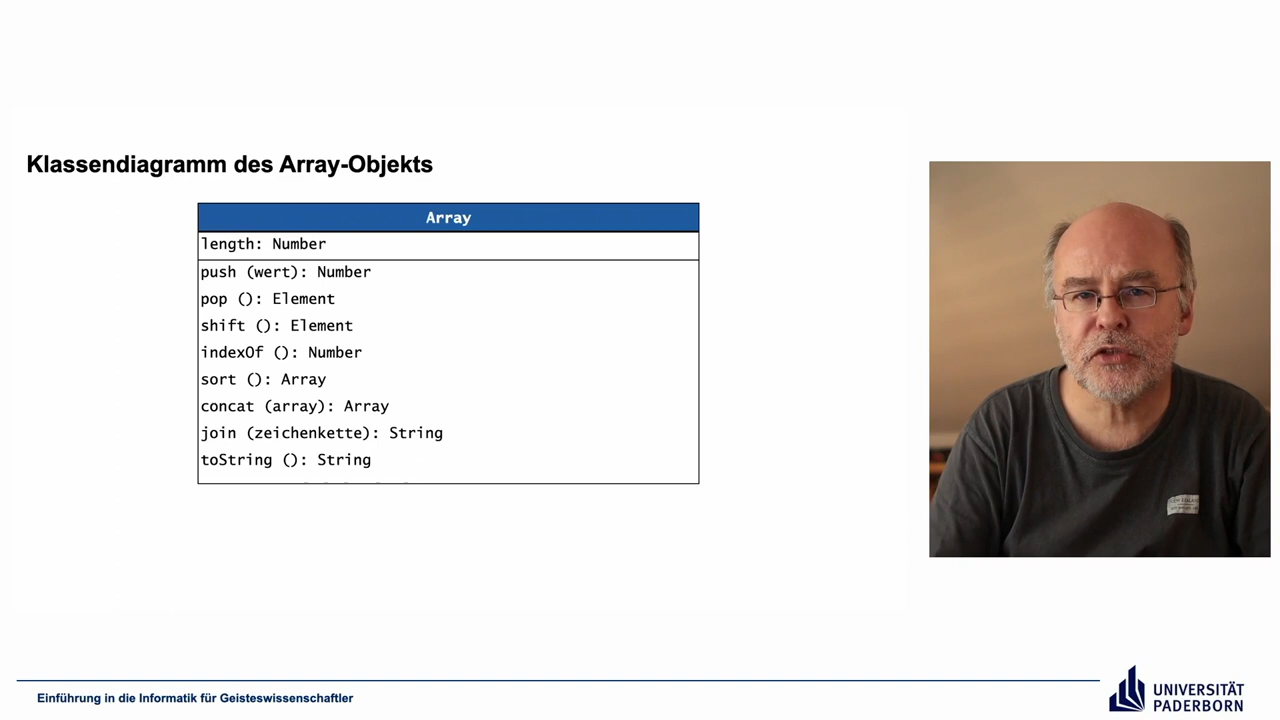 Klassendiagramm des Array-Objekts
Array
length: Number
push (wert): Number
pop (): Element
shift (): Element
indexOf (): Number
sort (): Array
concat (array): Array
join (zeichenkette): String
toString (): String
Einführung in die Informatik für Geisteswissenschaftler
UNIVERSITÄT
PADERBORN